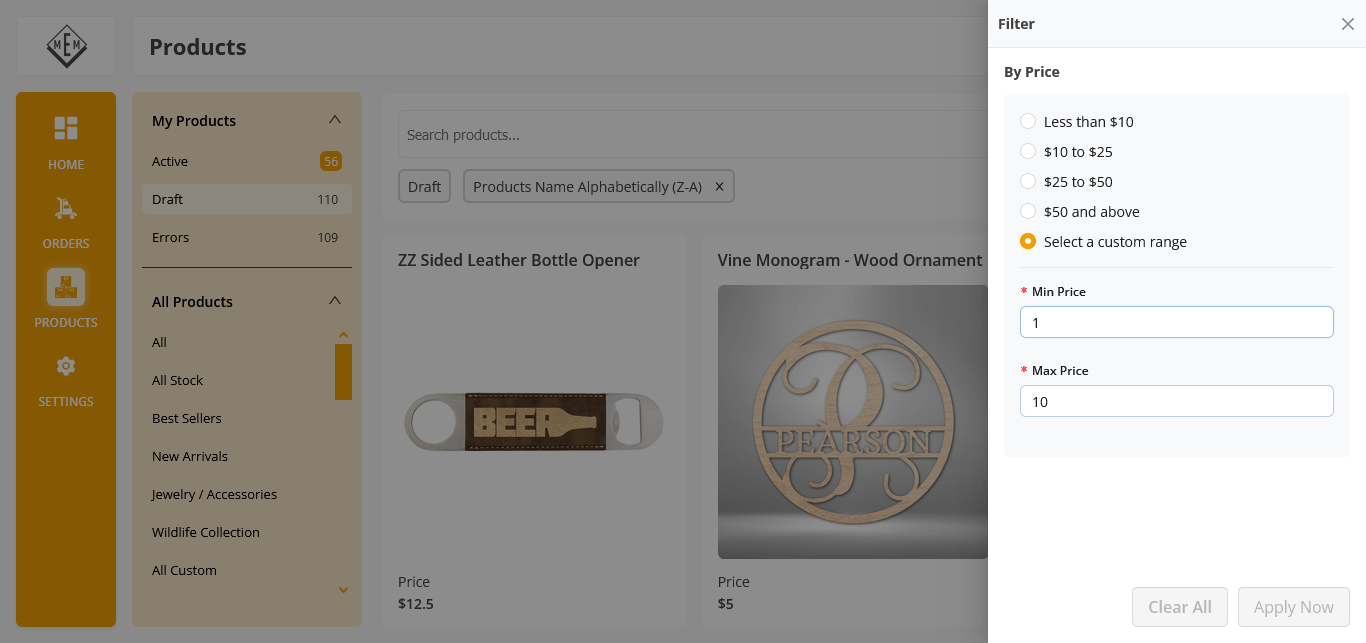 MEM
Products
HOME
ORDERS
PRODUCTS
SETTINGS
My Products
Active 56
Draft 110
Errors 109
All Products
All
All Stock
Best Sellers
New Arrivals
Jewelry / Accessories
Wildlife Collection
All Custom
Search products...
Draft
Products Name Alphabetically (Z-A) ×
ZZ Sided Leather Bottle Opener
BEER
Price
$12.5
Vine Monogram - Wood Ornament
PEARSON
Price
$5
Filter
By Price
Less than $10
$10 to $25
$25 to $50
$50 and above
Select a custom range
* Min Price
1
* Max Price
10
Clear All
Apply Now